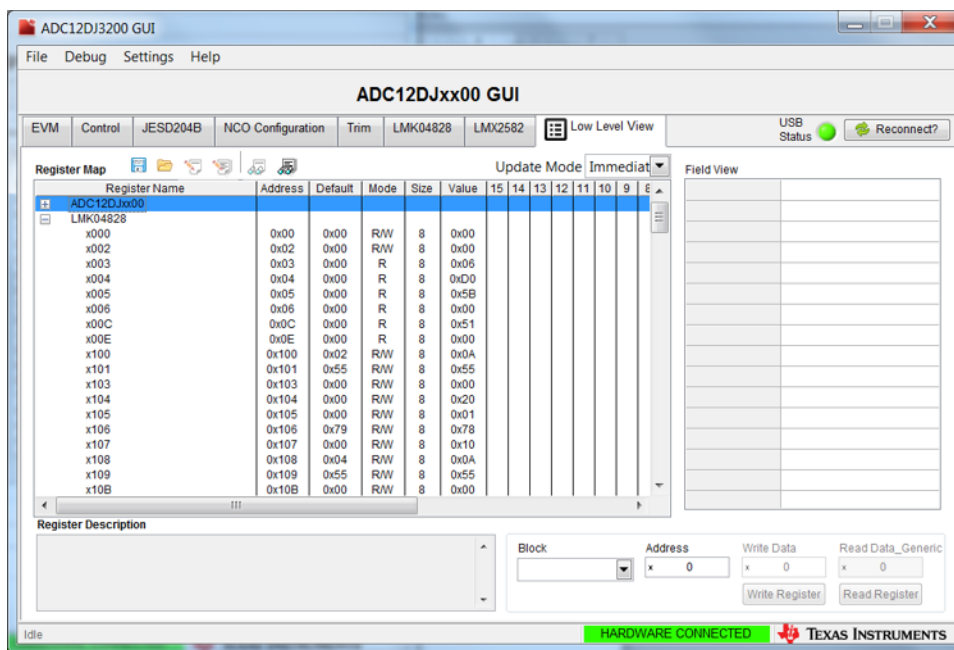 ADC12DJ3200 GUI
File Debug Settings Help
ADC12DJxx00 GUI
EVM Control JESD204B NCO Configuration Trim LMK04828 LMX2582 Low Level View USB Status Reconnect?
Register Map Update Mode Immediat Field View
Register Name Address Default Mode Size Value 15 14 13 12 11 10 9 8
ADC12DJxx00
LMK04828
x000 0x00 0x00 R/W 8 0x00
x002 0x02 0x00 R/W 8 0x00
x003 0x03 0x00 R 8 0x06
x004 0x04 0x00 R 8 0xD0
x005 0x05 0x00 R 8 0x5B
x006 0x06 0x00 R 8 0x00
x00C 0x0C 0x00 R 8 0x51
x00E 0x0E 0x00 R 8 0x00
x100 0x100 0x02 R/W 8 0x0A
x101 0x101 0x55 R/W 8 0x55
x103 0x103 0x00 R/W 8 0x00
x104 0x104 0x00 R/W 8 0x20
x105 0x105 0x00 R/W 8 0x01
x106 0x106 0x79 R/W 8 0x78
x107 0x107 0x00 R/W 8 0x10
x108 0x108 0x04 R/W 8 0x0A
x109 0x109 0x55 R/W 8 0x55
x10B 0x10B 0x00 R/W 8 0x00
Register Description
Block Address Write Data Read Data_Generic
x 0 x 0 x 0
Write Register Read Register
Idle HARDWARE CONNECTED TEXAS INSTRUMENTS